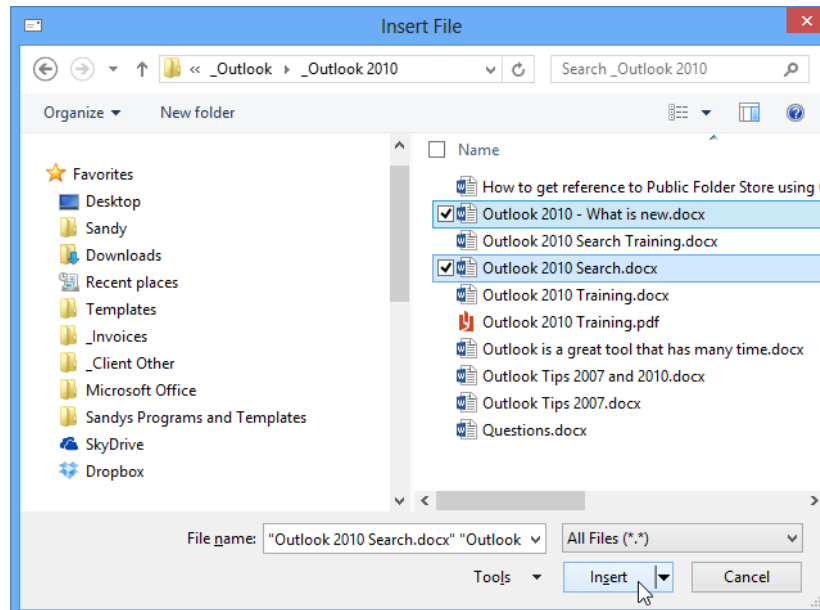 Insert File
« _Outlook ▸ _Outlook 2010
Search _Outlook 2010
Organize
New folder
Favorites
Desktop
Sandy
Downloads
Recent places
Templates
_Invoices
_Client Other
Microsoft Office
Sandys Programs and Templates
SkyDrive
Dropbox
Name
How to get reference to Public Folder Store using
Outlook 2010 - What is new.docx
Outlook 2010 Search Training.docx
Outlook 2010 Search.docx
Outlook 2010 Training.docx
Outlook 2010 Training.pdf
Outlook is a great tool that has many time.docx
Outlook Tips 2007 and 2010.docx
Outlook Tips 2007.docx
Questions.docx
File name: "Outlook 2010 Search.docx" "Outlook
All Files (*.*)
Tools
Insert
Cancel